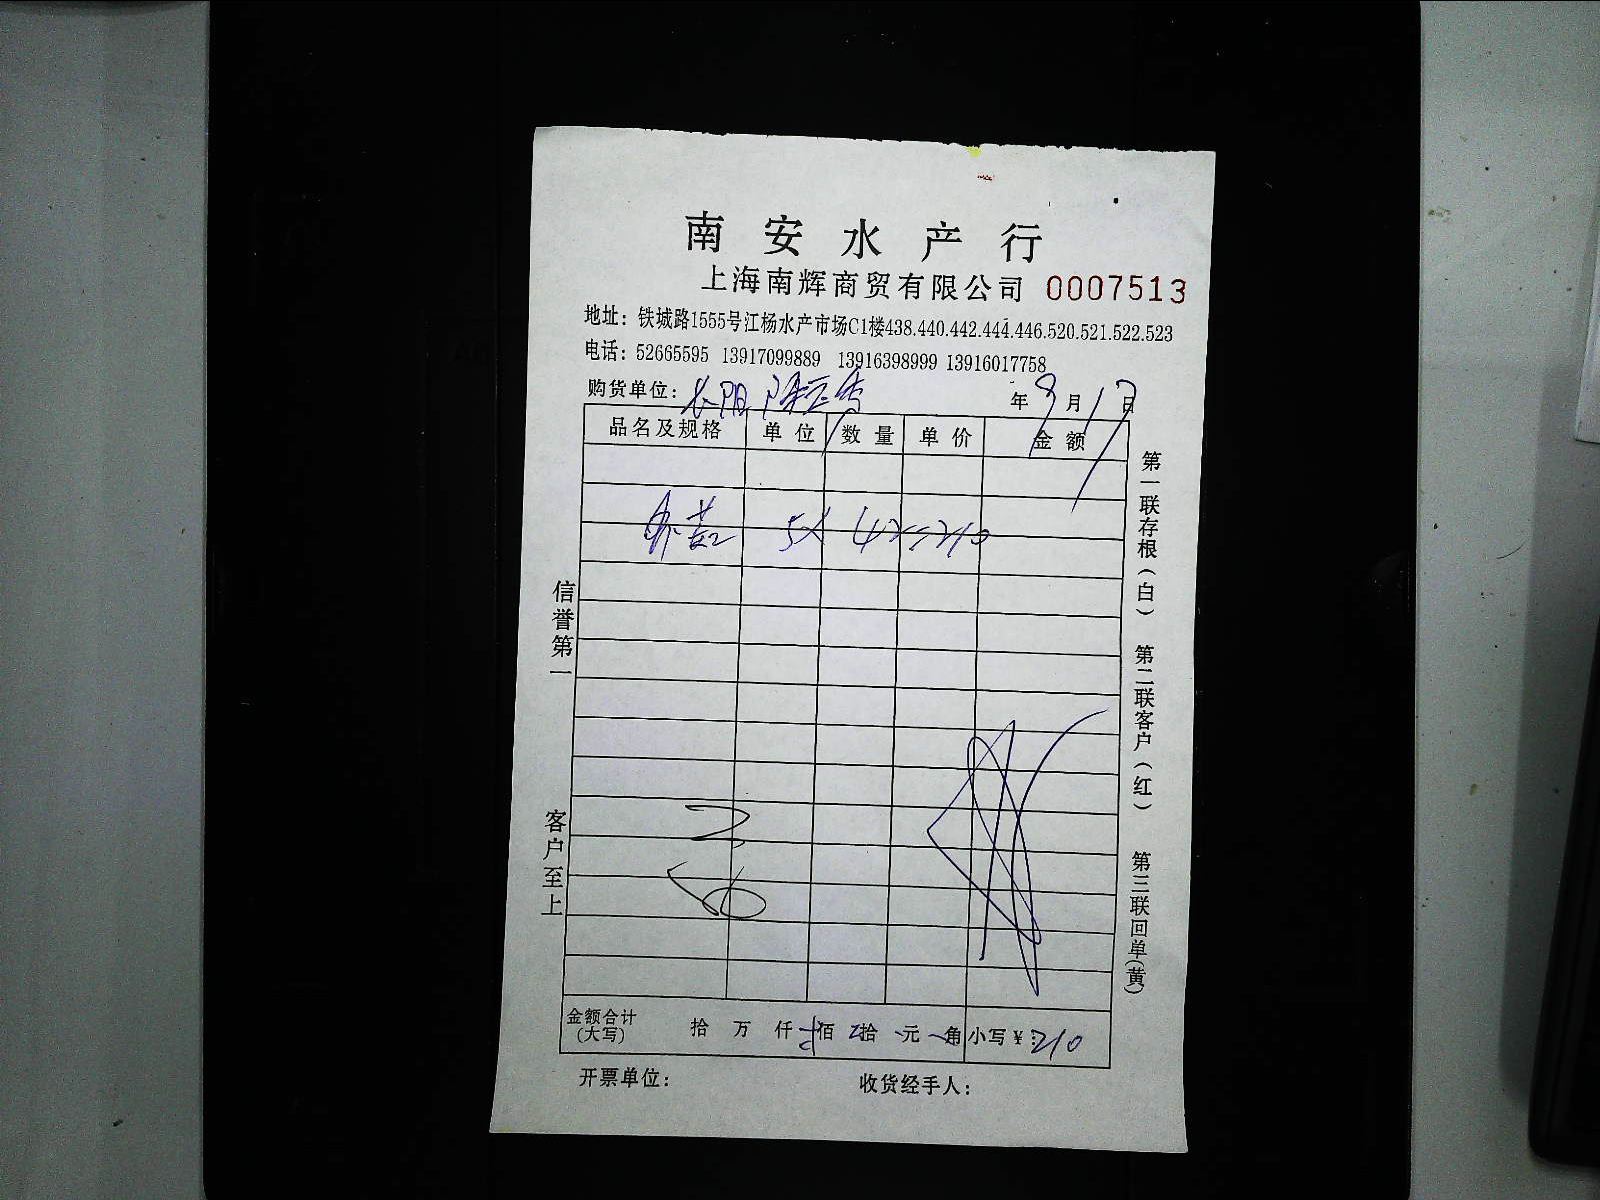 南安水产行
上海南辉商贸有限公司 0007513
地址：铁城路1555号江杨水产市场C1楼438.440.442.444.446.520.521.522.523
电话：52665595 13917099889 13916398999 13916017758
购货单位： 年 9 月 17 日
品名及规格 单位 数量 单价 金额
210
金额合计 拾 万 仟 佰 拾 元 角 小写￥：210
(大写)
开票单位： 收货经手人：
信誉第一
客户至上
第一联存根（白）
第二联客户（红）
第三联回单(黄)